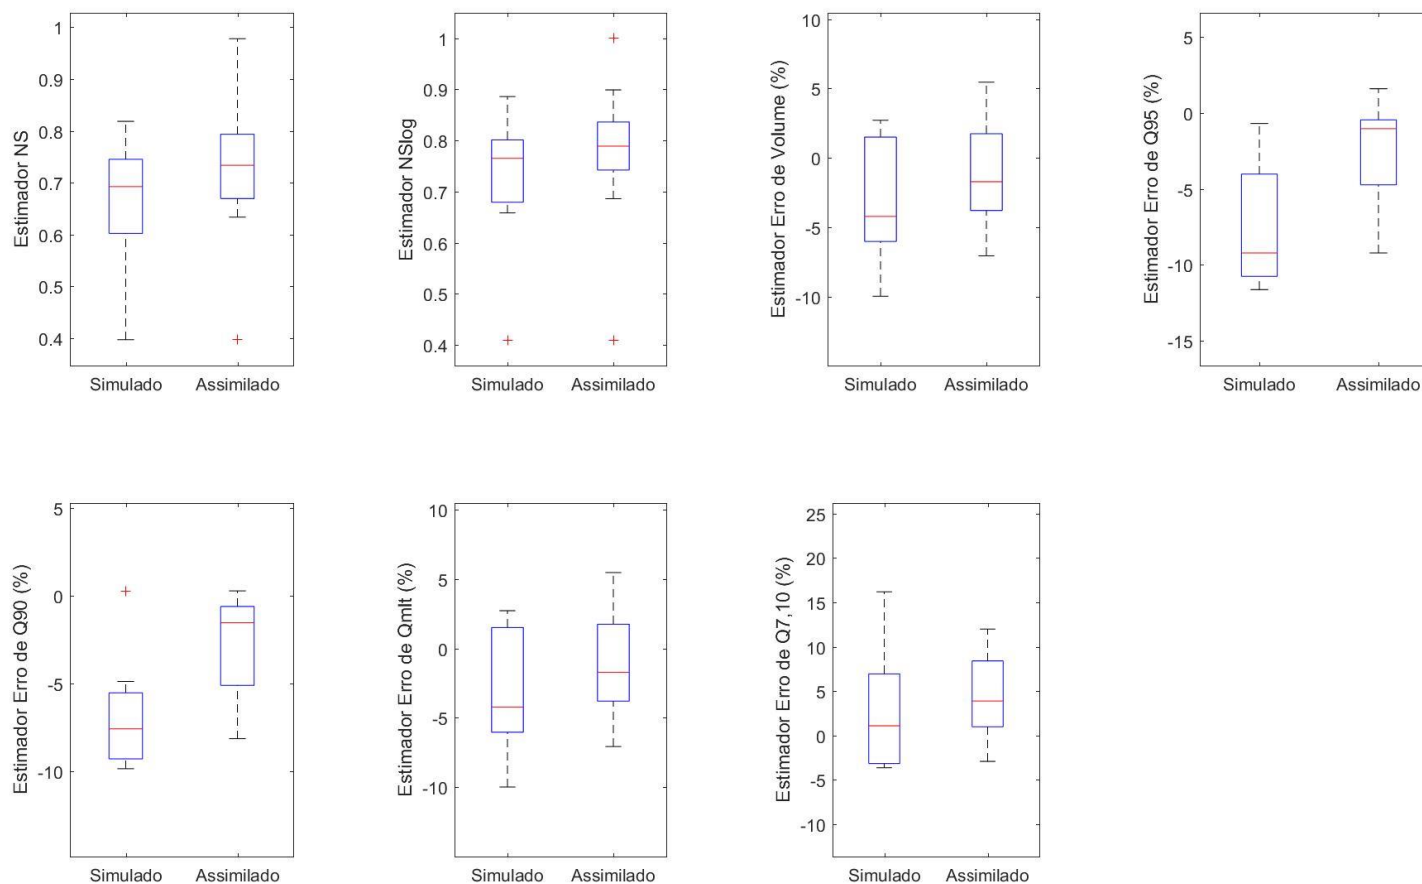 Estimador NS
1
0.9
0.8
0.7
0.6
0.5
0.4
Simulado Assimilado
Estimador NSlog
1
0.9
0.8
0.7
0.6
0.5
0.4
Simulado Assimilado
Estimador Erro de Volume (%)
10
5
0
-5
-10
Simulado Assimilado
Estimador Erro de Q95 (%)
5
0
-5
-10
-15
Simulado Assimilado
Estimador Erro de Q90 (%)
5
0
-5
-10
Simulado Assimilado
Estimador Erro de Qmlt (%)
10
5
0
-5
-10
Simulado Assimilado
Estimador Erro de Q7,10 (%)
25
20
15
10
5
0
-5
-10
Simulado Assimilado